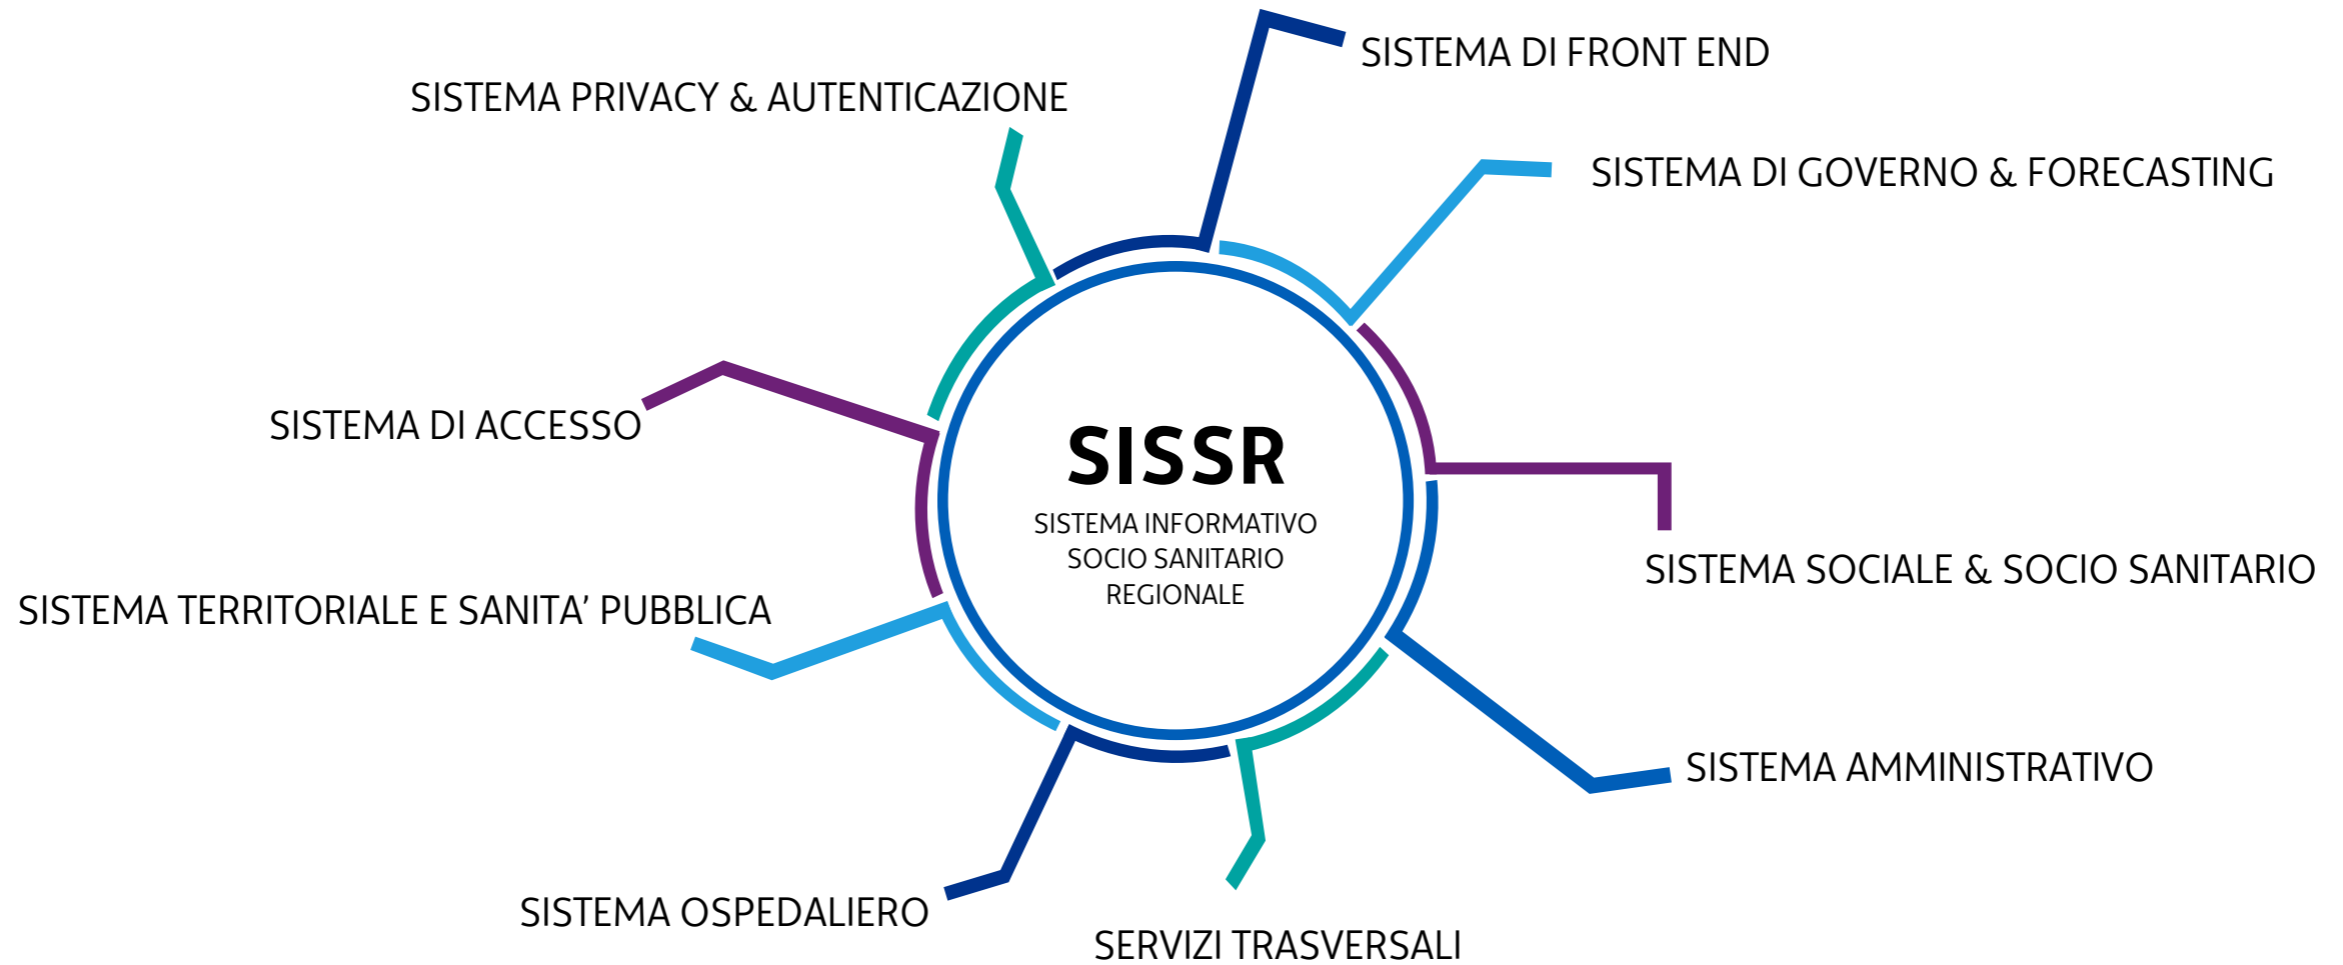 SISTEMA DI FRONT END
SISTEMA PRIVACY & AUTENTICAZIONE
SISTEMA DI GOVERNO & FORECASTING
SISTEMA DI ACCESSO
SISSR
SISTEMA INFORMATIVO
SOCIO SANITARIO
REGIONALE
SISTEMA SOCIALE & SOCIO SANITARIO
SISTEMA TERRITORIALE E SANITA’ PUBBLICA
SISTEMA AMMINISTRATIVO
SISTEMA OSPEDALIERO
SERVIZI TRASVERSALI